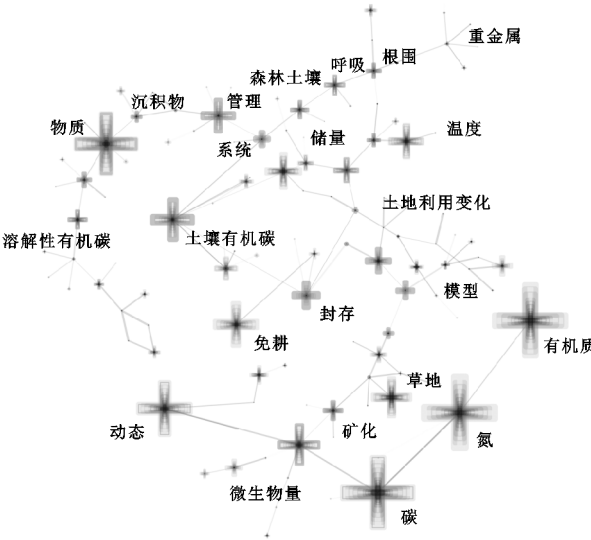 重金属
根围
呼吸
森林土壤
沉积物
管理
物质
系统
储量
温度
土地利用变化
溶解性有机碳
土壤有机碳
模型
封存
免耕
有机质
草地
动态
矿化
氮
微生物量
碳